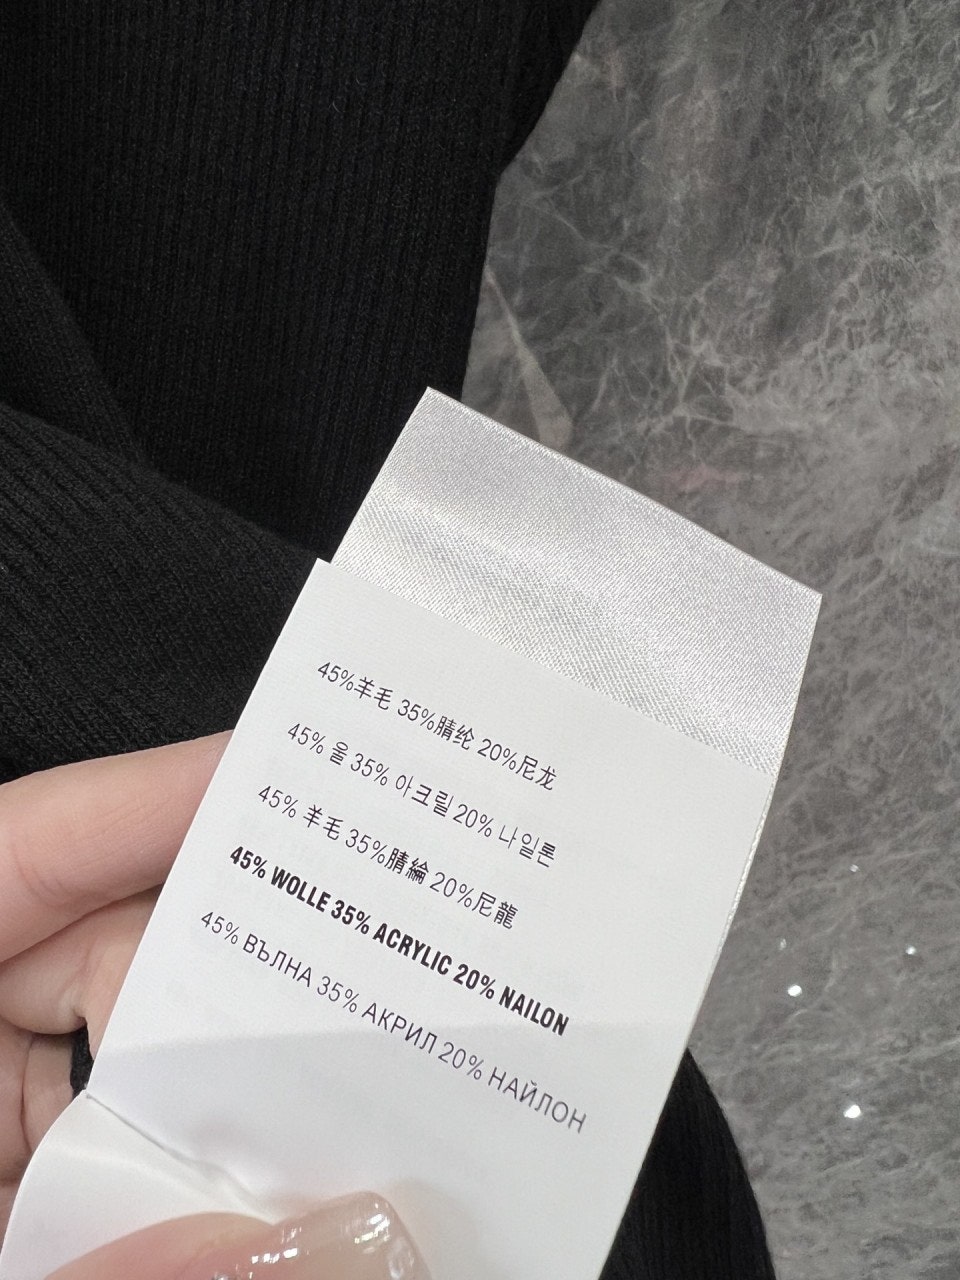 45%羊毛 35%腈纶 20%尼龙
45% 울 35% 아크릴 20% 나일론
45% 羊毛 35%腈綸 20%尼龍
45% WOLLE 35% ACRYLIC 20% NAILON
45% ВЪЛНА 35% АКРИЛ 20% НАЙЛОН